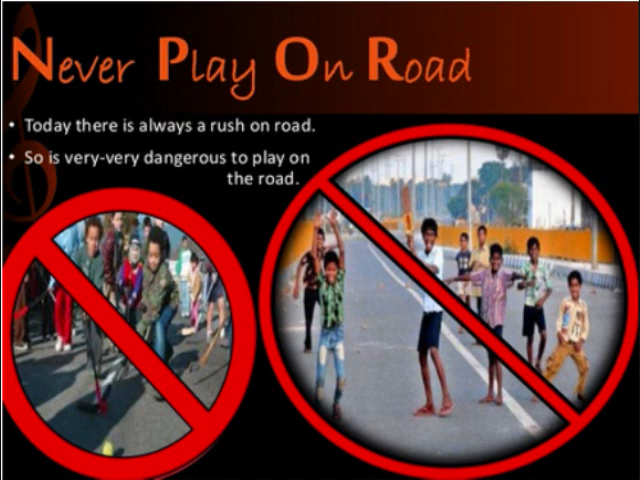 Never Play On Road
• Today there is always a rush on road.
• So is very-very dangerous to play on
the road.